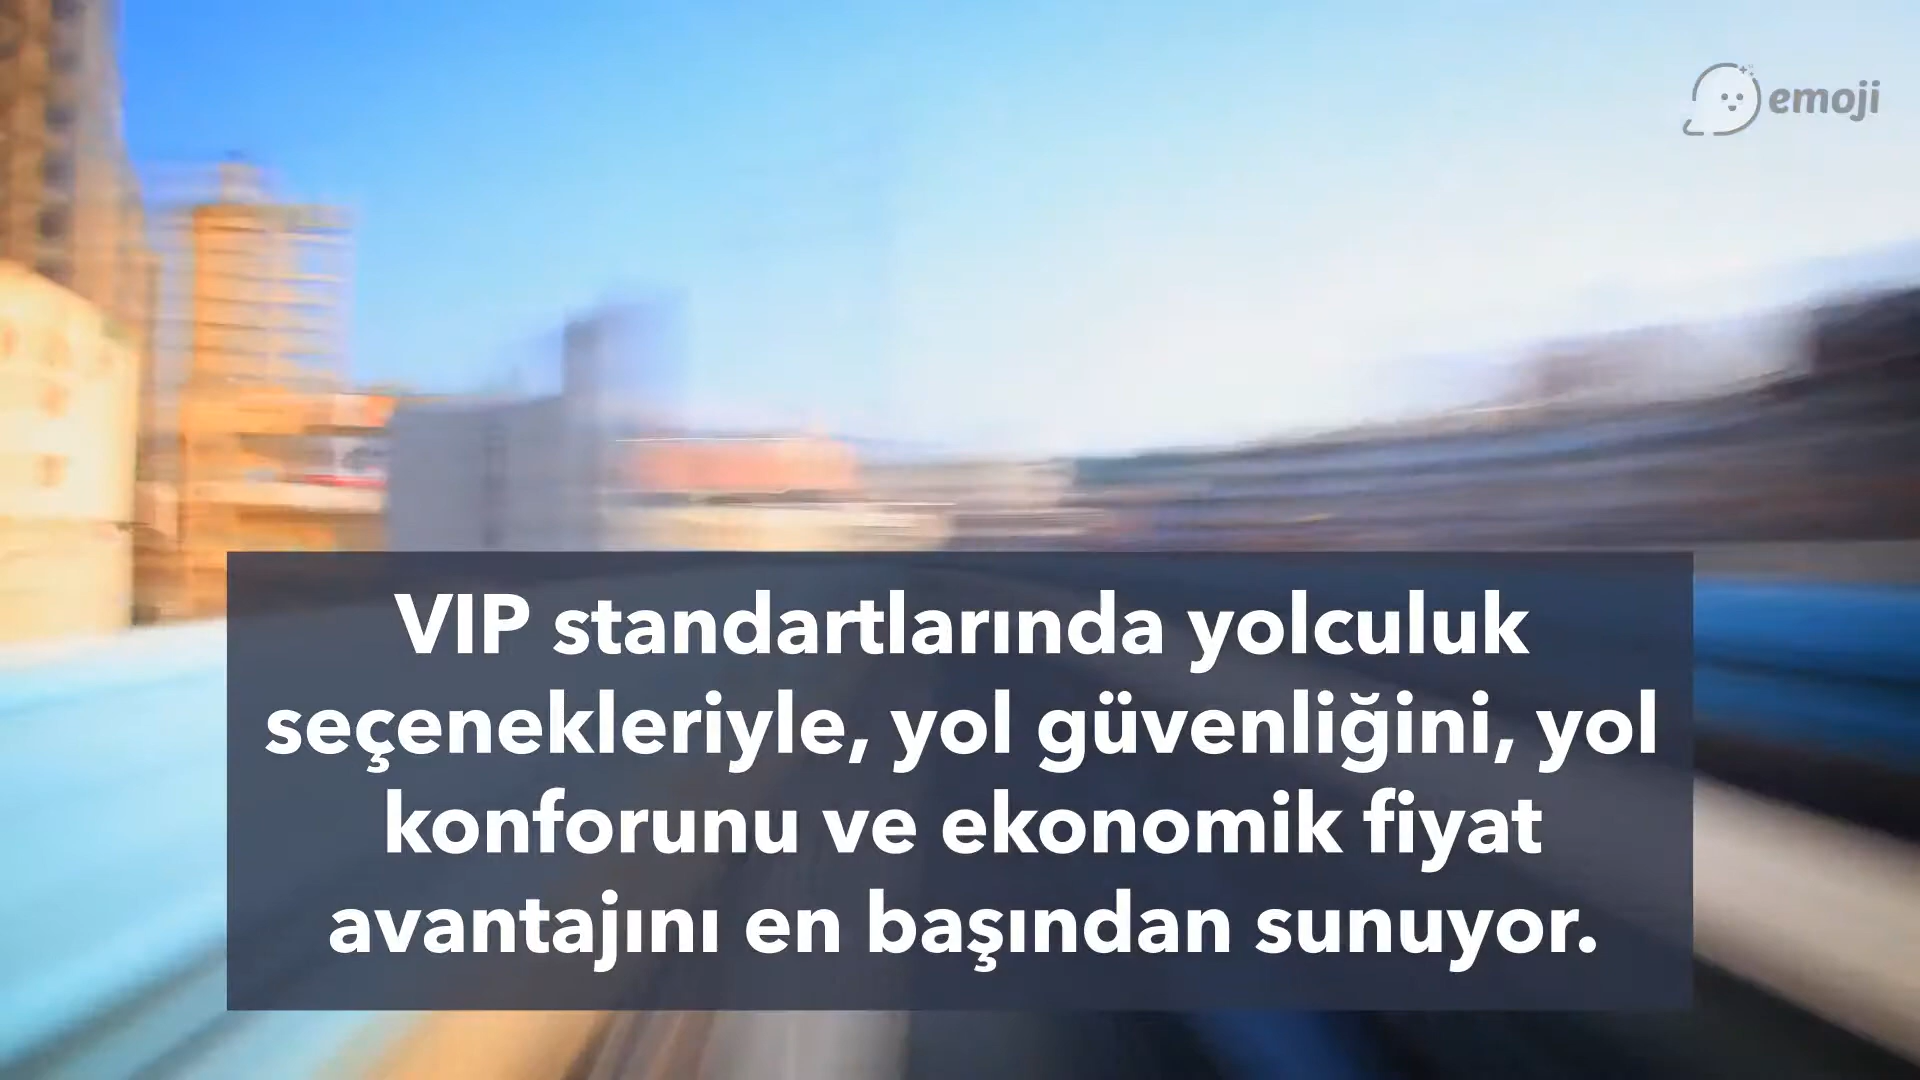 emoji
VIP standartlarında yolculuk
seçenekleriyle, yol güvenliğini, yol
konforunu ve ekonomik fiyat
avantajını en başından sunuyor.